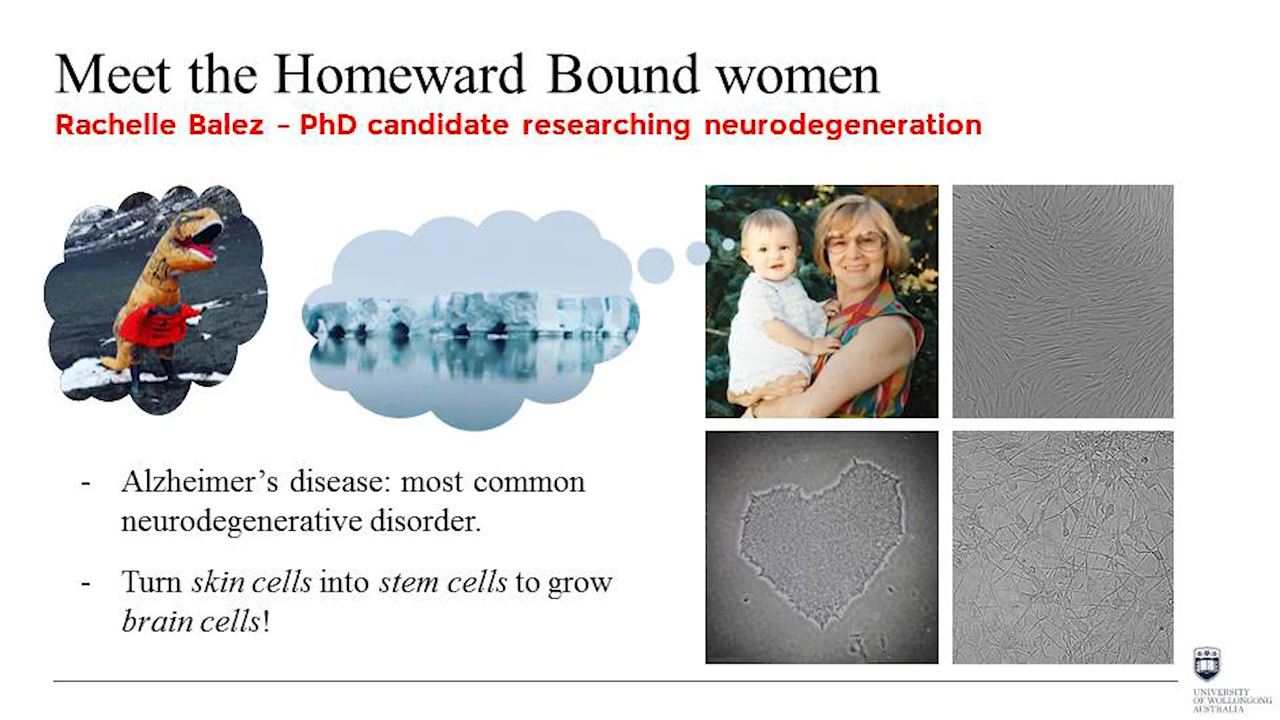 Meet the Homeward Bound women
Rachelle Balez - PhD candidate researching neurodegeneration
- Alzheimer's disease: most common
neurodegenerative disorder.
- Turn skin cells into stem cells to grow
brain cells!
UNIVERSITY
OF WOLLONGONG
AUSTRALIA